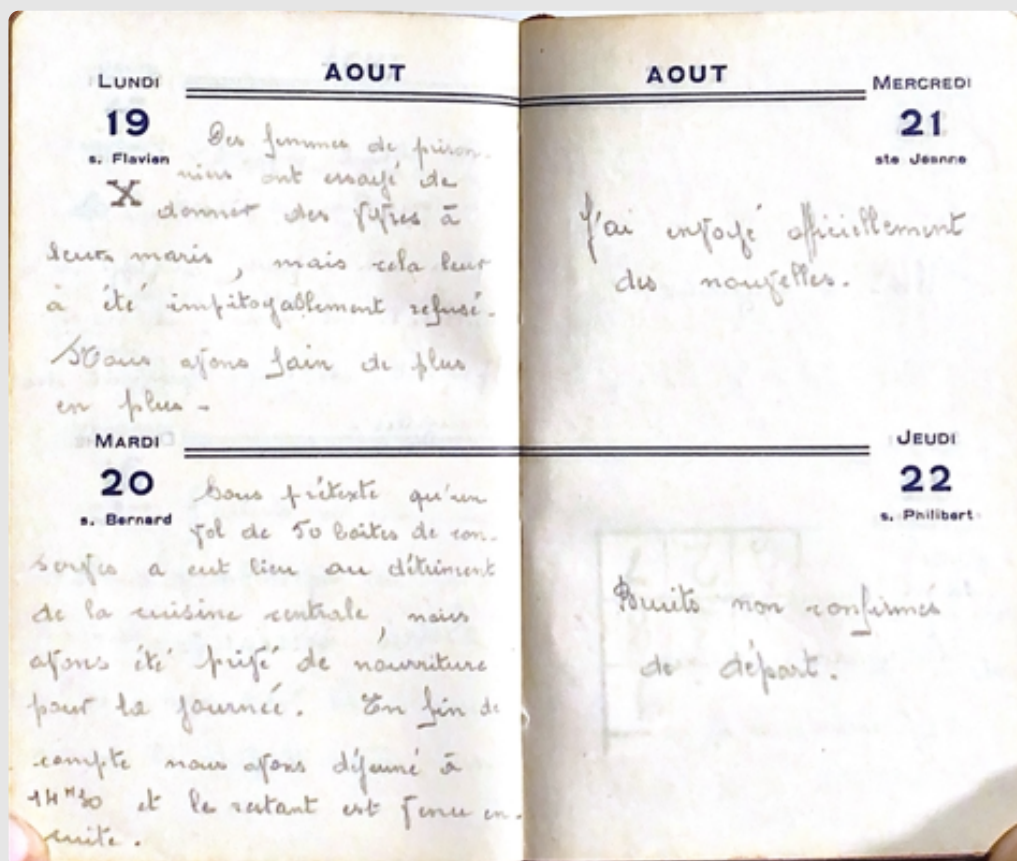 AOUT
LUNDI
19
s. Flavien
X
Des femmes de prison-
niers ont essayé de
donner des vivres à
leurs maris, mais cela leur
à été impitoyablement refusé.
Nous avons faim de plus
en plus -
MARDI
20
s. Bernard
Sous prétexte qu'un
vol de 50 boites de con-
serves a eut lieu au détriment
de la cuisine centrale, nous
avons été privé de nourriture
pour la journée. En fin de
compte nous avons déjeuné à
14H30 et le restant est venu en-
suite.
AOUT
MERCREDI
21
ste Jeanne
J'ai envoyé officiellement
des nouvelles.
JEUDI
22
s. Philibert
Bruits non confirmés
de départ.